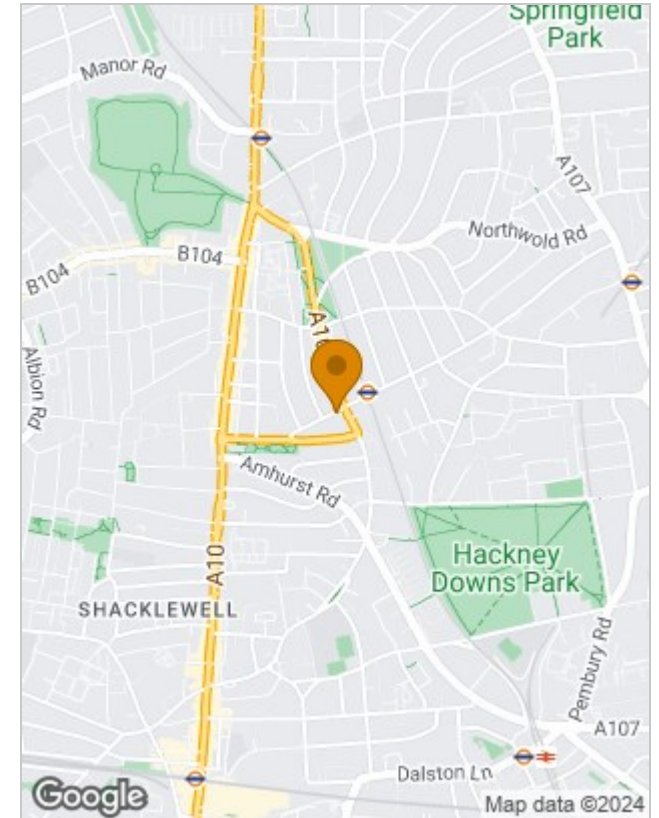 Springfield
Park
Manor Rd
A107
Northwold Rd
B104
B104
A10
Albion Rd
Amhurst Rd
A10
Hackney
Downs Park
SHACKLEWELL
Pembury Rd
A107
Dalston Ln
Google
Map data ©2024